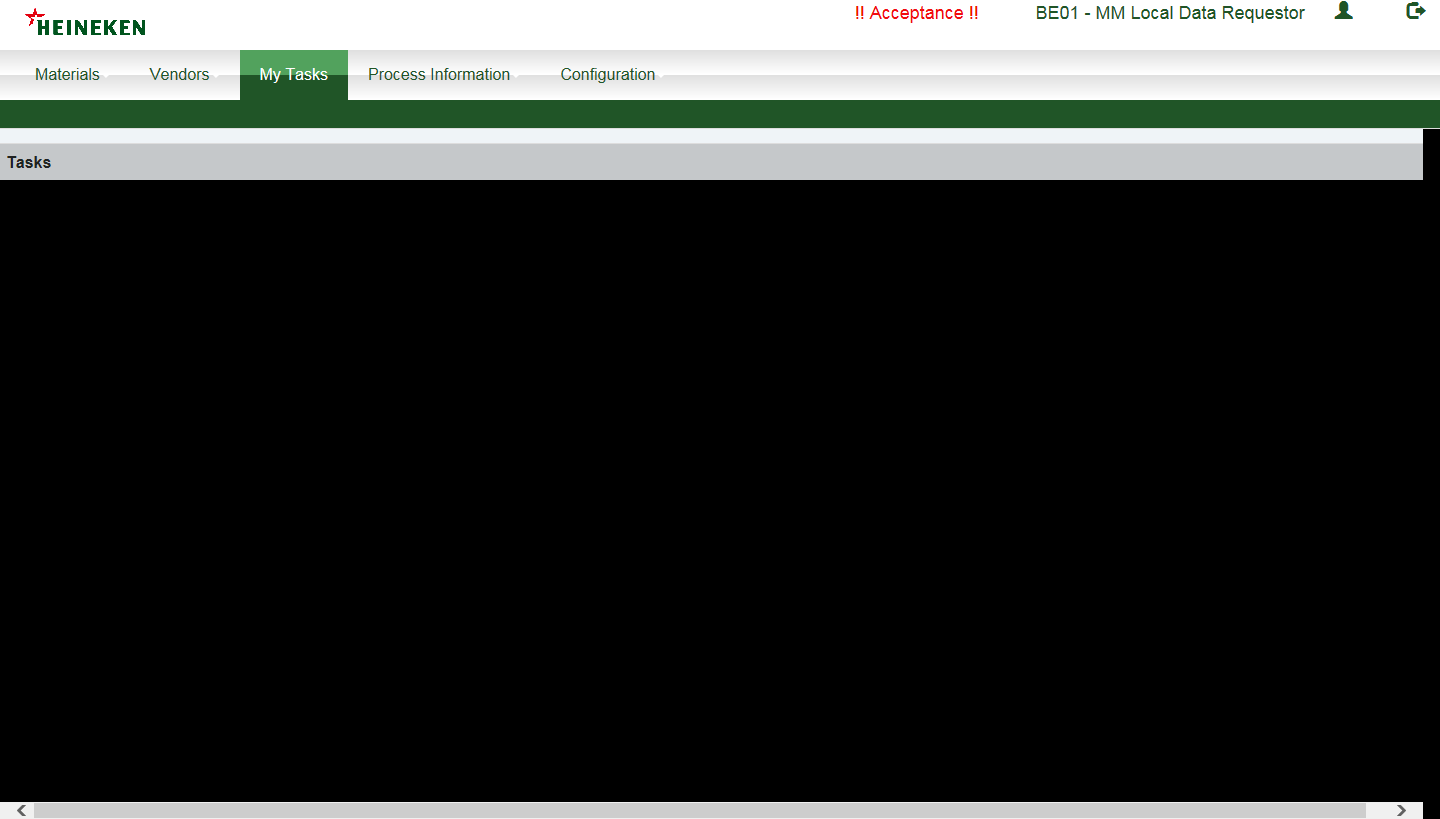 HEINEKEN
!! Acceptance !!
BE01 - MM Local Data Requestor
Materials
Vendors
My Tasks
Process Information
Configuration
Tasks